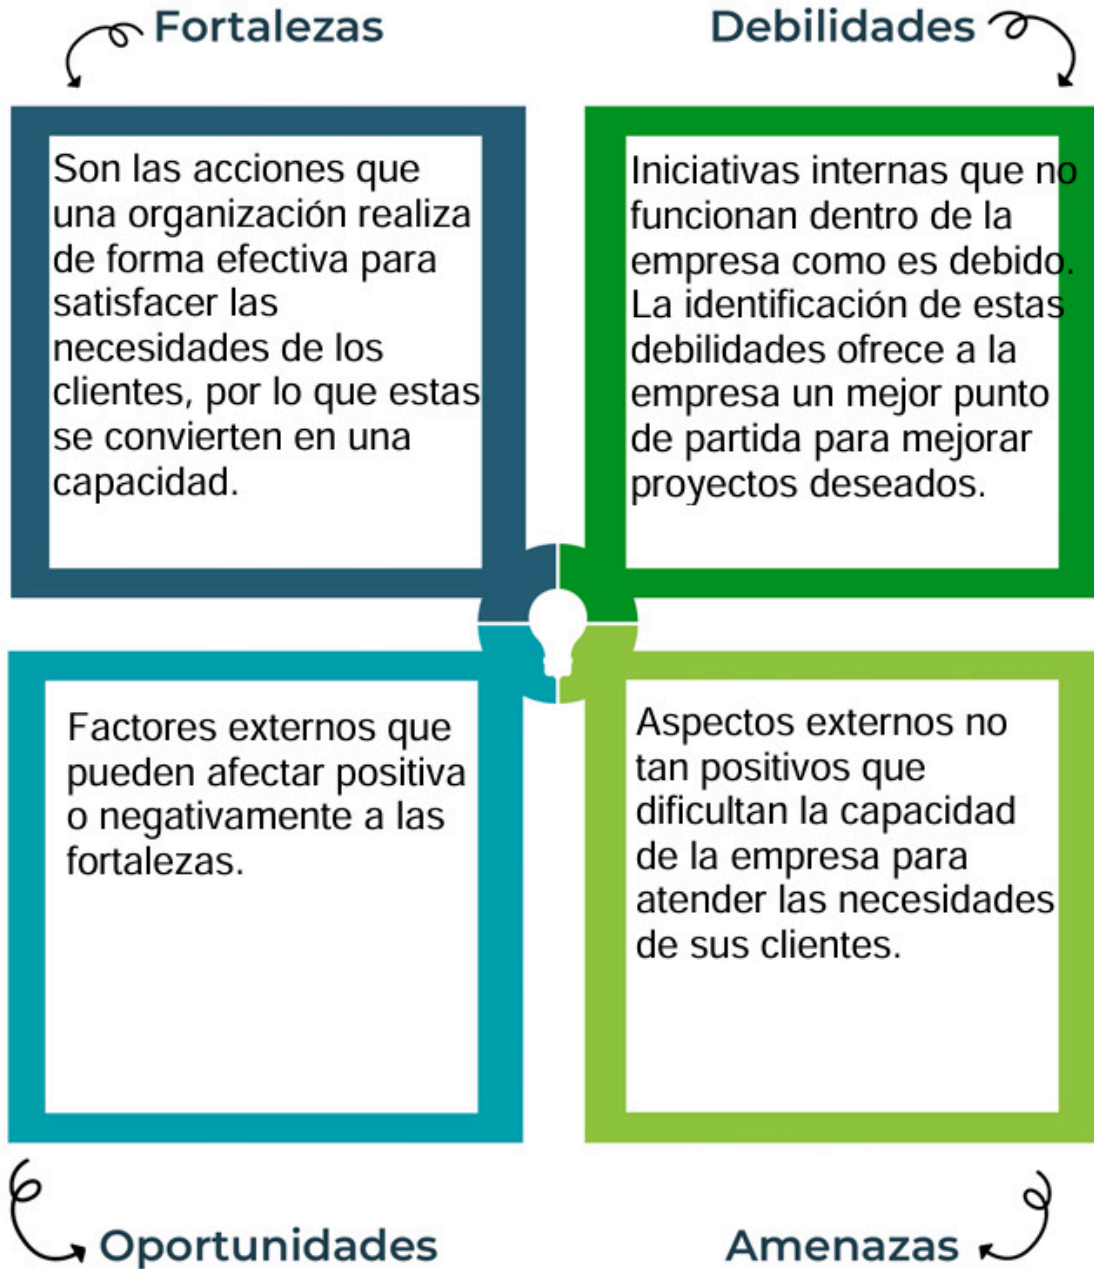 Fortalezas
Son las acciones que
una organización realiza
de forma efectiva para
satisfacer las
necesidades de los
clientes, por lo que estas
se convierten en una
capacidad.
Debilidades
Iniciativas internas que no
funcionan dentro de la
empresa como es debido.
La identificación de estas
debilidades ofrece a la
empresa un mejor punto
de partida para mejorar
proyectos deseados.
Factores externos que
pueden afectar positiva
o negativamente a las
fortalezas.
Oportunidades
Aspectos externos no
tan positivos que
dificultan la capacidad
de la empresa para
atender las necesidades
de sus clientes.
Amenazas